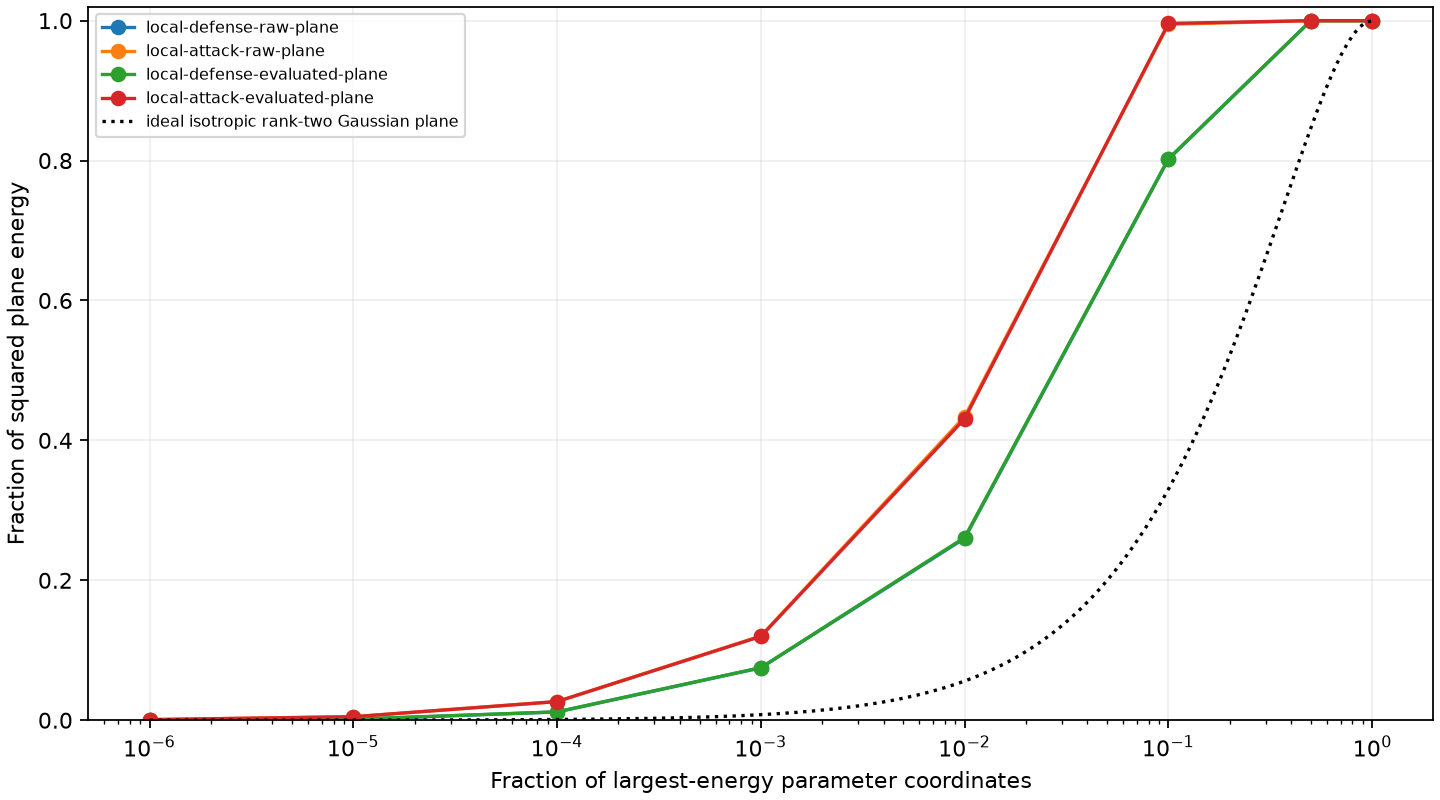 local-defense-raw-plane
local-attack-raw-plane
local-defense-evaluated-plane
local-attack-evaluated-plane
ideal isotropic rank-two Gaussian plane
Fraction of squared plane energy
1.0
0.8
0.6
0.4
0.2
0.0
10⁻⁶ 10⁻⁵ 10⁻⁴ 10⁻³ 10⁻² 10⁻¹ 10⁰
Fraction of largest-energy parameter coordinates